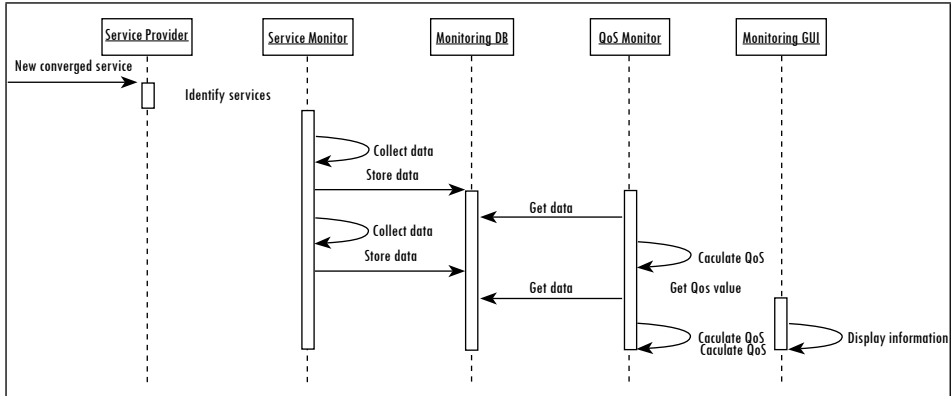 Service Provider
Service Monitor
Monitoring DB
QoS Monitor
Monitoring GUI
New converged service
Identify services
Collect data
Store data
Get data
Collect data
Store data
Caculate QoS
Get Qos value
Get data
Caculate QoS
Caculate QoS
Display information